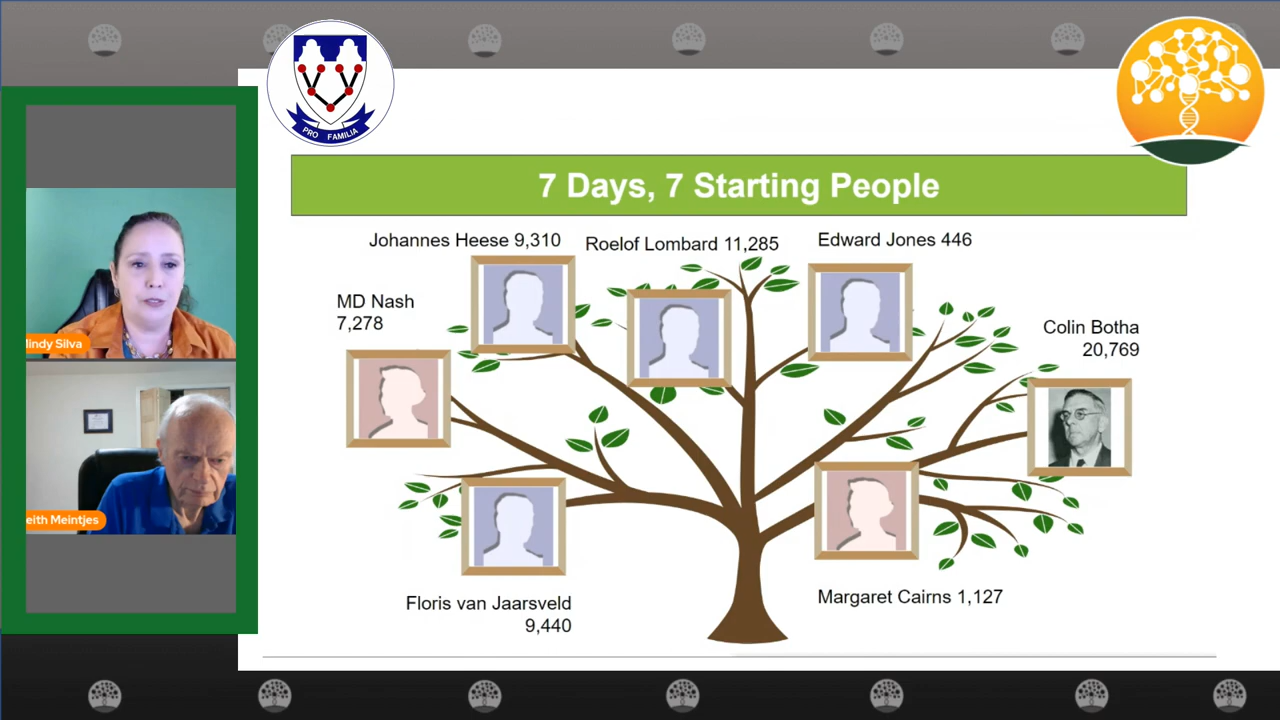 PRO FAMILIA
7 Days, 7 Starting People
Johannes Heese 9,310
Roelof Lombard 11,285
Edward Jones 446
MD Nash
7,278
Colin Botha
20,769
Floris van Jaarsveld
9,440
Margaret Cairns 1,127
indy Silva
eith Meintjes